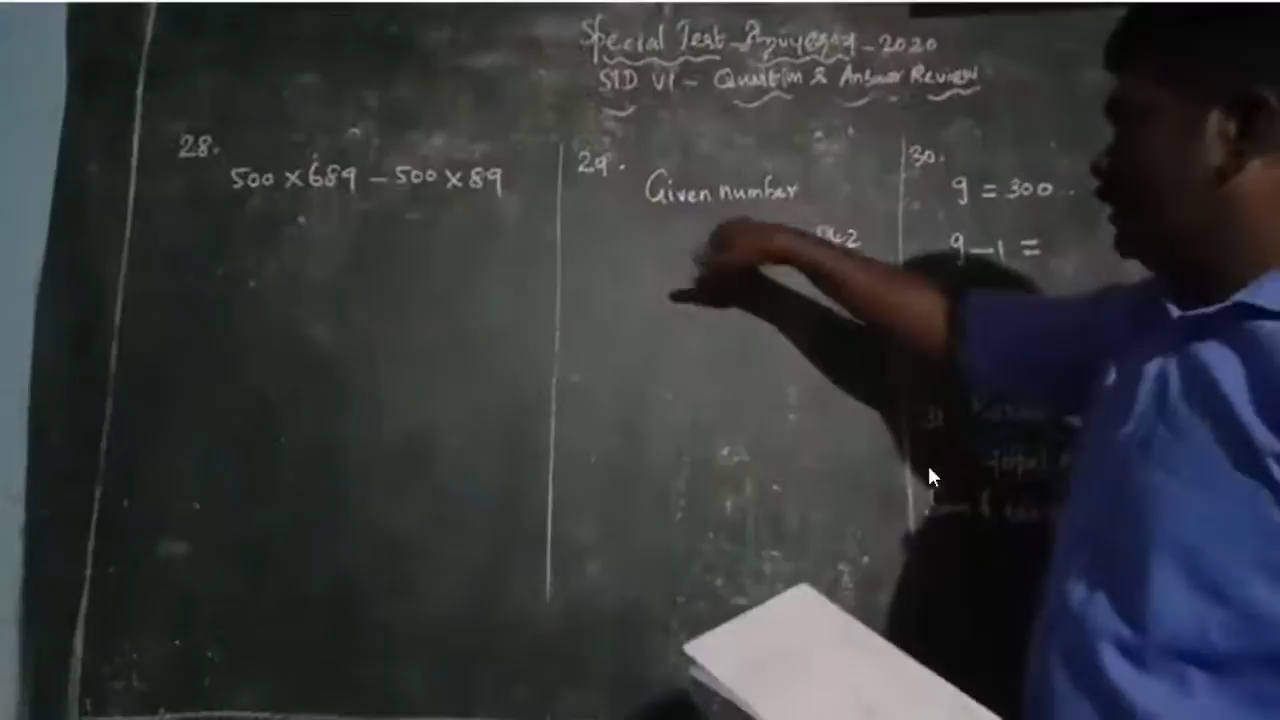 Special Test - - 2020
STD VI - Question & Answer Review
28.
500 × 689 - 500 × 89
29.
Given number
30.
9 = 300
9 - 1 =